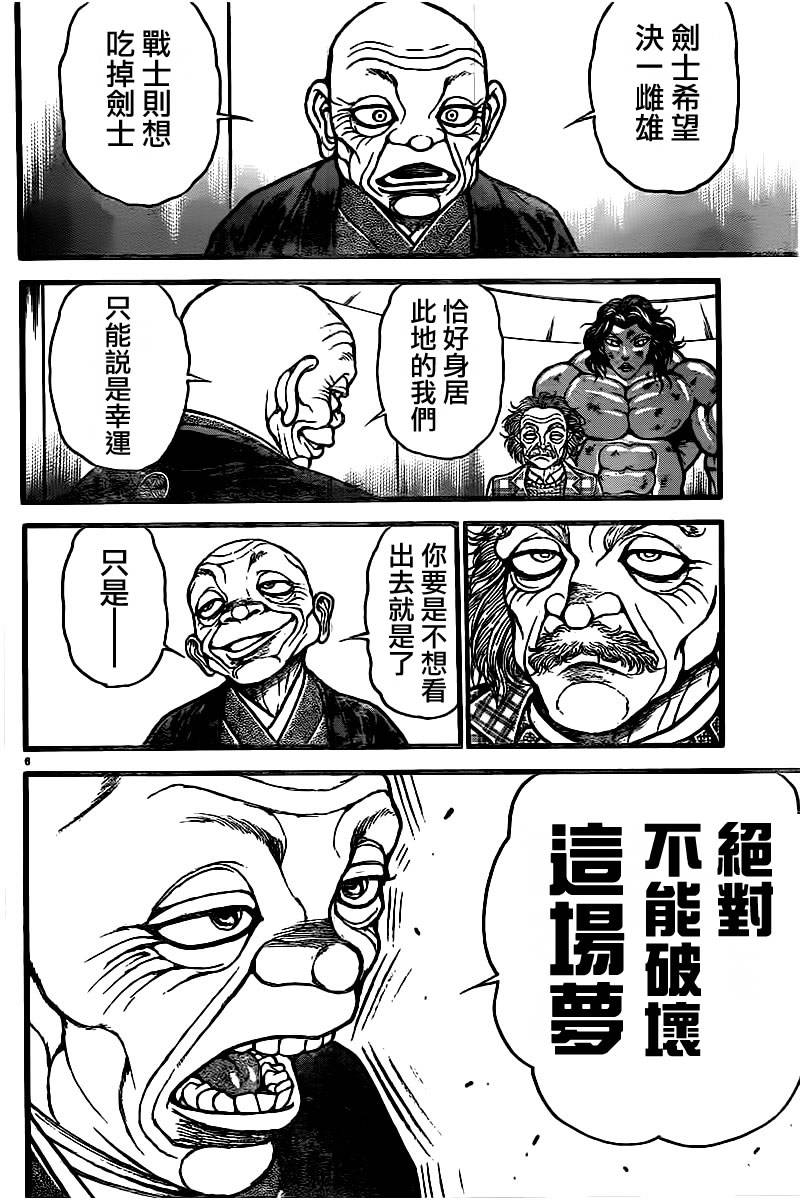 劍士希望
決一雌雄
戰士則想
吃掉劍士
恰好身居
此地的我們
只能說是幸運
你要是不想看
出去就是了
只是——
6
絕對
不能破壞
這場夢